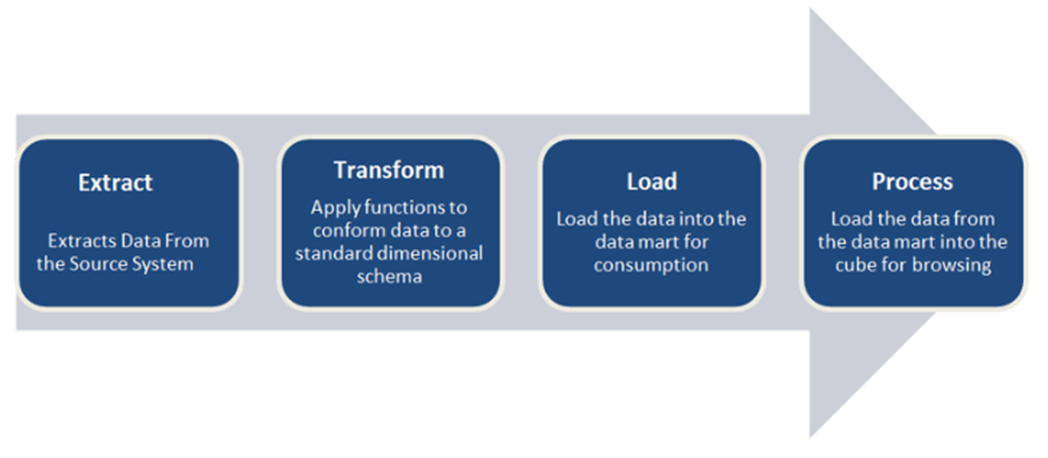 Extract
Extracts Data From
the Source System
Transform
Apply functions to
conform data to a
standard dimensional
schema
Load
Load the data into the
data mart for
consumption
Process
Load the data from
the data mart into the
cube for browsing